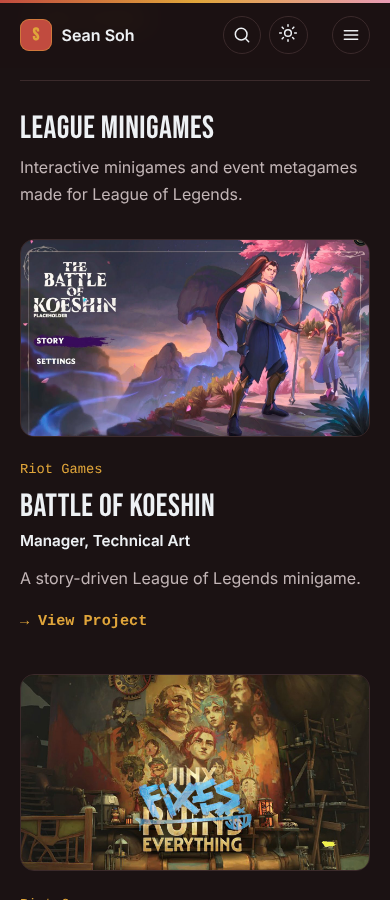 S
Sean Soh
LEAGUE MINIGAMES
Interactive minigames and event metagames
made for League of Legends.
THE
BATTLE
OF
KOESHIN
PLACEHOLDER
STORY
SETTINGS
Riot Games
BATTLE OF KOESHIN
Manager, Technical Art
A story-driven League of Legends minigame.
→ View Project
JINX
FIXES
RUINS
EVERYTHING